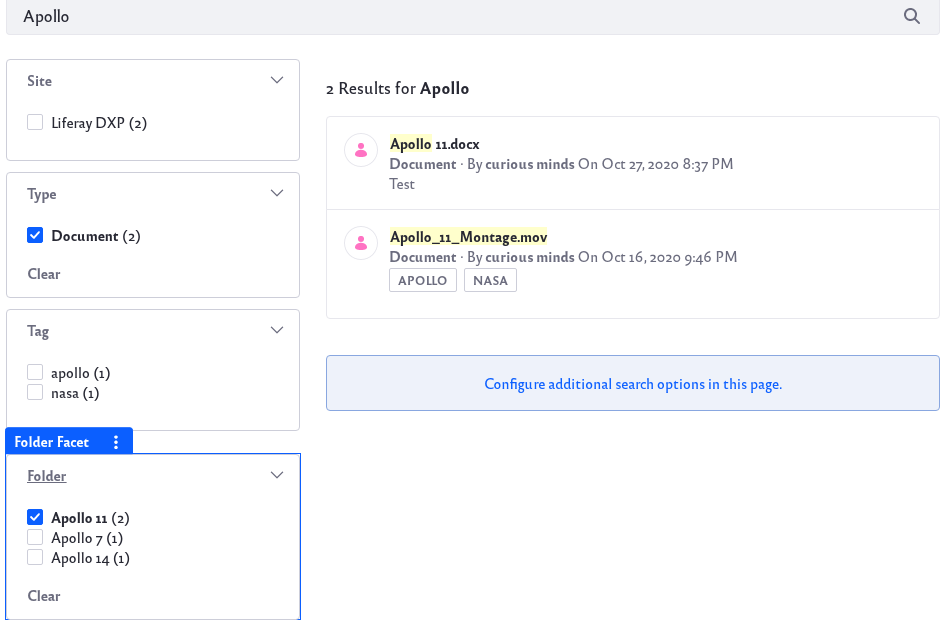 Apollo
Site
Liferay DXP (2)
Type
Document (2)
Clear
Tag
apollo (1)
nasa (1)
Folder Facet
Folder
Apollo 11 (2)
Apollo 7 (1)
Apollo 14 (1)
Clear
2 Results for Apollo
Apollo 11.docx
Document · By curious minds On Oct 27, 2020 8:37 PM
Test
Apollo_11_Montage.mov
Document · By curious minds On Oct 16, 2020 9:46 PM
APOLLO NASA
Configure additional search options in this page.